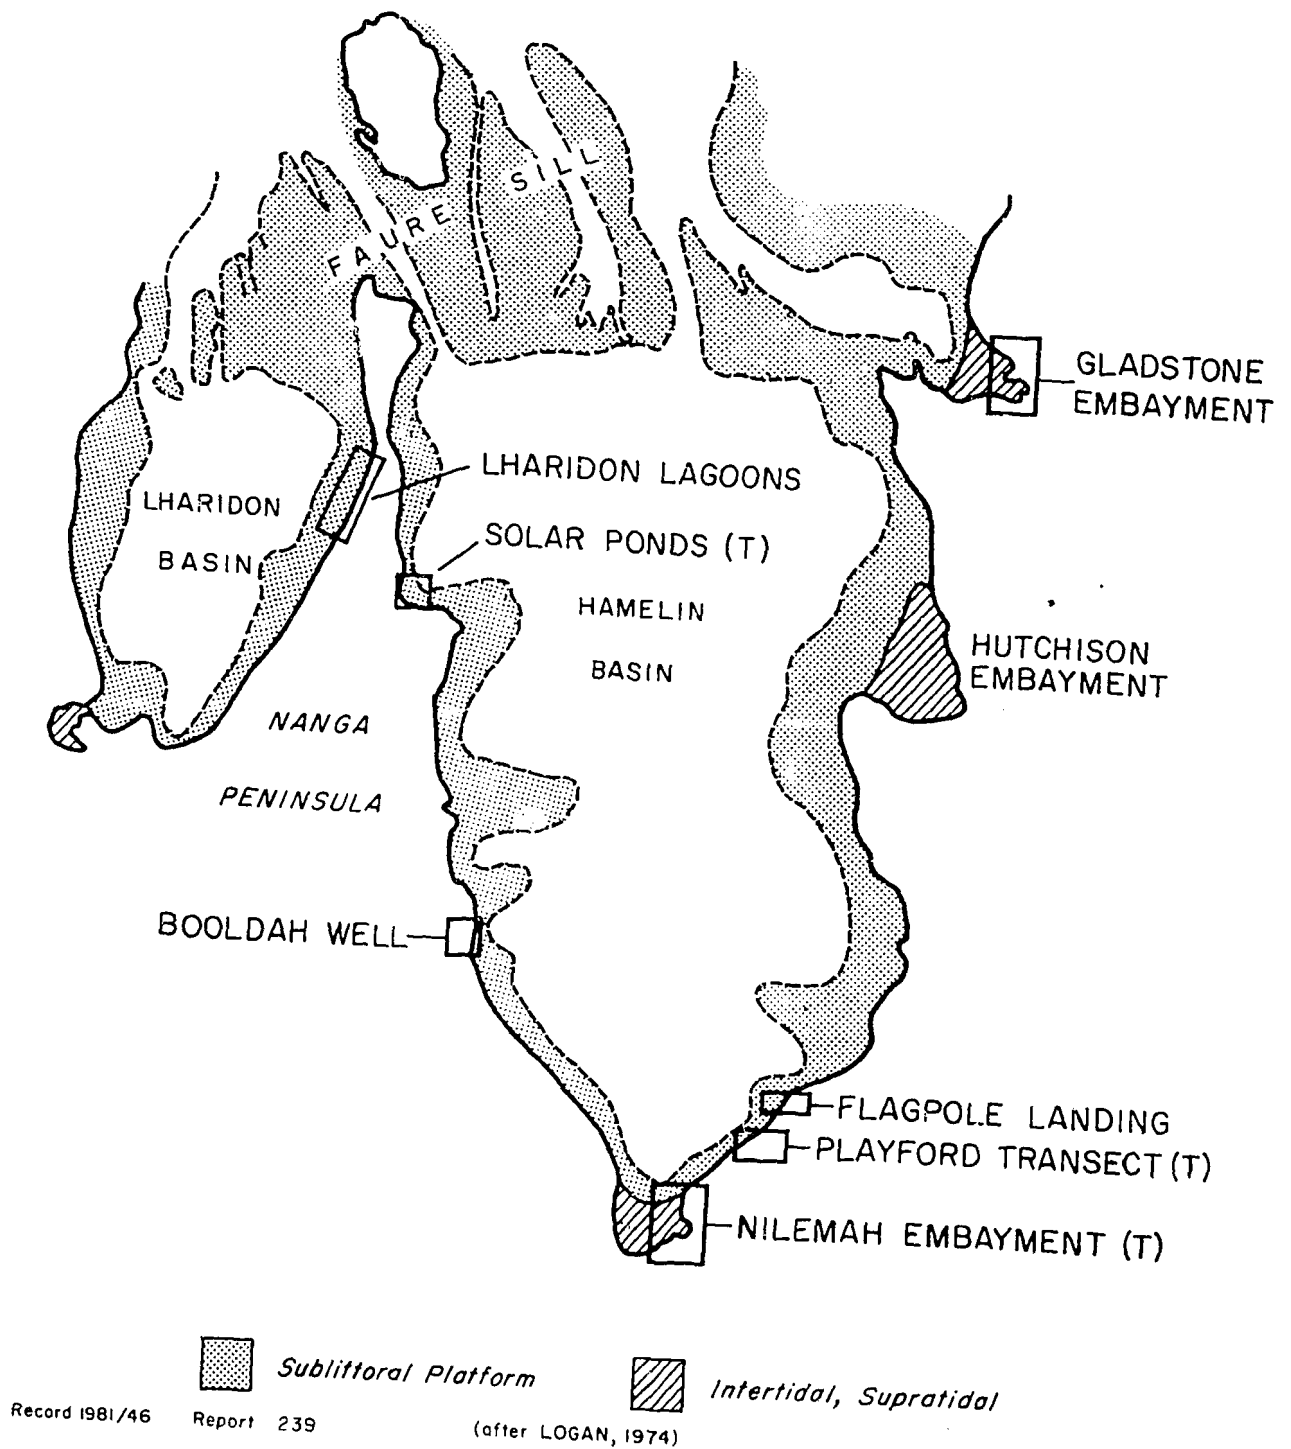 FAURE SILL
GLADSTONE
EMBAYMENT
LHARIDON LAGOONS
LHARIDON
BASIN
SOLAR PONDS (T)
HAMELIN
BASIN
HUTCHISON
EMBAYMENT
NANGA
PENINSULA
BOOLDAH WELL
FLAGPOLE LANDING
PLAYFORD TRANSECT (T)
NILEMAH EMBAYMENT (T)
Sublittoral Platform
Intertidal, Supratidal
Record 1981/46 Report 239 (after LOGAN, 1974)